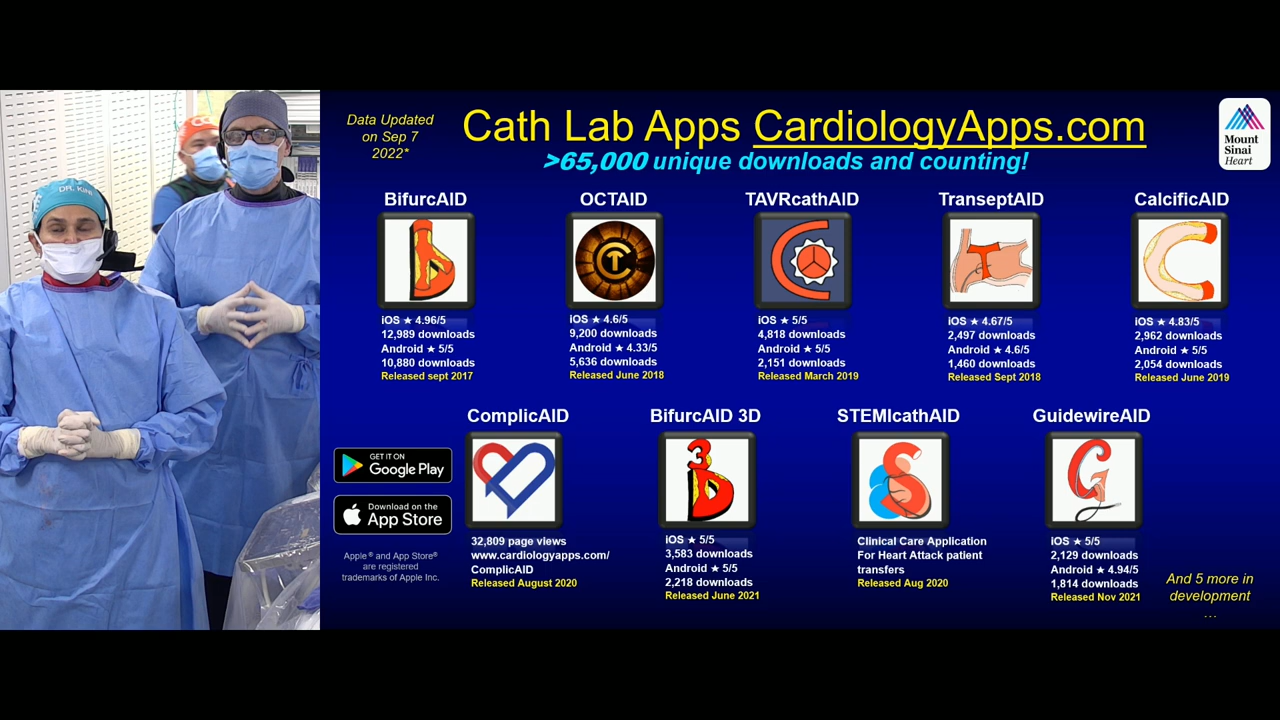 DR. KINI
Data Updated
on Sep 7
2022*
Cath Lab Apps CardiologyApps.com
>65,000 unique downloads and counting!
Mount
Sinai
Heart
BifurcAID
OCTAID
TAVRcathAID
TranseptAID
CalcificAID
iOS ★ 4.96/5
12,989 downloads
Android ★ 5/5
10,880 downloads
Released sept 2017
iOS ★ 4.6/5
9,200 downloads
Android ★ 4.33/5
5,636 downloads
Released June 2018
iOS ★ 5/5
4,818 downloads
Android ★ 5/5
2,151 downloads
Released March 2019
iOS ★ 4.67/5
2,497 downloads
Android ★ 4.6/5
1,460 downloads
Released Sept 2018
iOS ★ 4.83/5
2,962 downloads
Android ★ 5/5
2,054 downloads
Released June 2019
ComplicAID
BifurcAID 3D
STEMIcathAID
GuidewireAID
GET IT ON
Google Play
Download on the
App Store
Apple® and App Store®
are registered
trademarks of Apple Inc.
32,809 page views
www.cardiologyapps.com/
ComplicAID
Released August 2020
iOS ★ 5/5
3,583 downloads
Android ★ 5/5
2,218 downloads
Released June 2021
Clinical Care Application
For Heart Attack patient
transfers
Released Aug 2020
iOS ★ 5/5
2,129 downloads
Android ★ 4.94/5
1,814 downloads
Released Nov 2021
And 5 more in
development
...